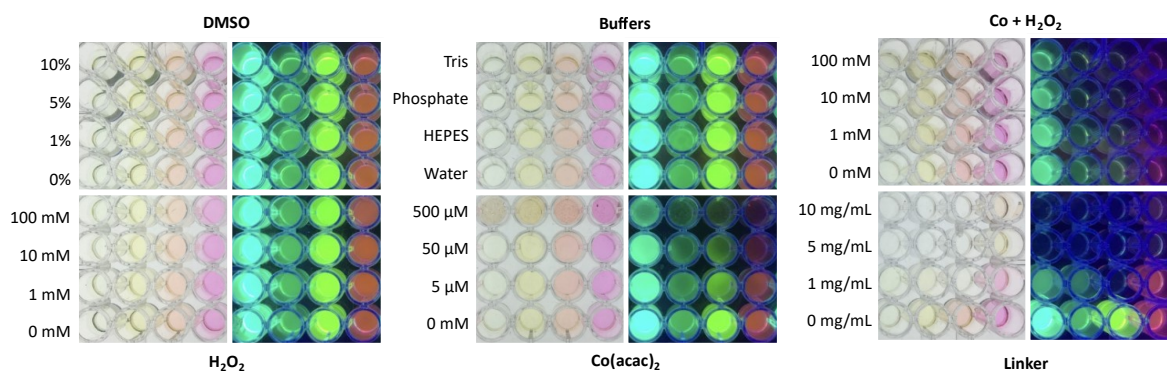 DMSO
10%
5%
1%
0%
100 mM
10 mM
1 mM
0 mM
H₂O₂
Buffers
Tris
Phosphate
HEPES
Water
500 µM
50 µM
5 µM
0 mM
Co(acac)₂
Co + H₂O₂
100 mM
10 mM
1 mM
0 mM
10 mg/mL
5 mg/mL
1 mg/mL
0 mg/mL
Linker